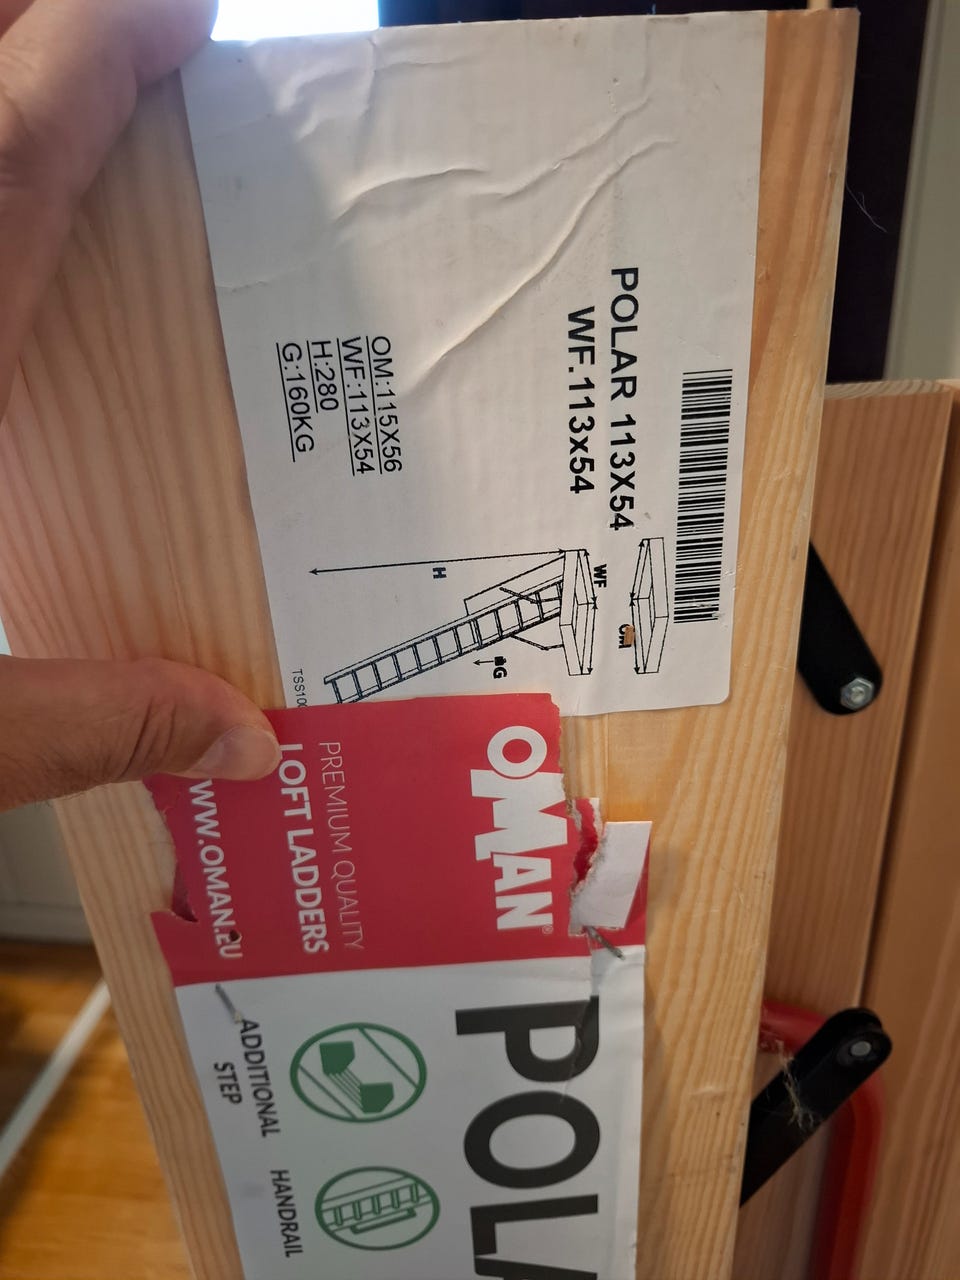 POLAR 113X54
WF:113x54
OM
WF
H
G
OM:115X56
WF:113X54
H:280
G:160KG
OMAN®
PREMIUM QUALITY
LOFT LADDERS
WWW.OMAN.EU
POLA
ADDITIONAL
STEP
HANDRAIL